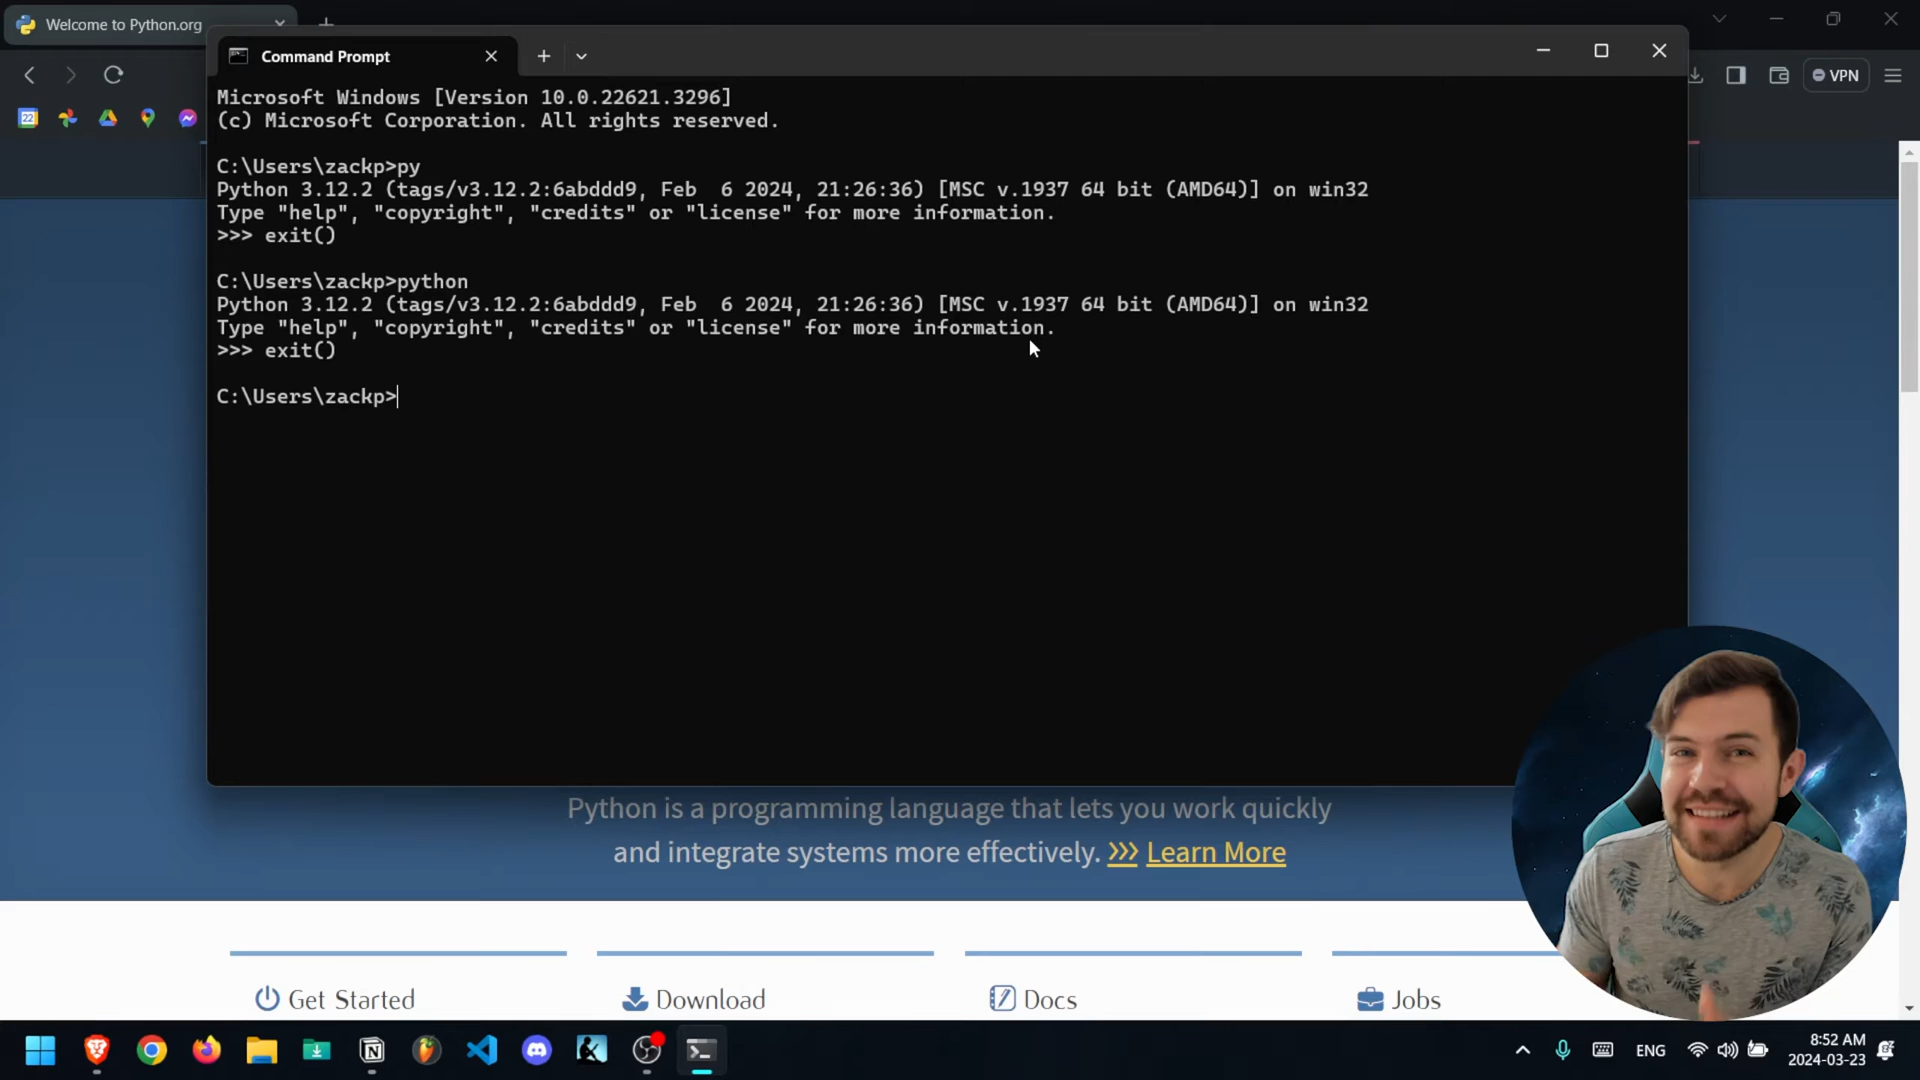 Welcome to Python.org
Command Prompt
VPN
22
Microsoft Windows [Version 10.0.22621.3296]
(c) Microsoft Corporation. All rights reserved.
C:\Users\zackp>py
Python 3.12.2 (tags/v3.12.2:6abddd9, Feb  6 2024, 21:26:36) [MSC v.1937 64 bit (AMD64)] on win32
Type "help", "copyright", "credits" or "license" for more information.
>>> exit()
C:\Users\zackp>python
Python 3.12.2 (tags/v3.12.2:6abddd9, Feb  6 2024, 21:26:36) [MSC v.1937 64 bit (AMD64)] on win32
Type "help", "copyright", "credits" or "license" for more information.
>>> exit()
C:\Users\zackp>
Python is a programming language that lets you work quickly
and integrate systems more effectively. >>> Learn More
Get Started
Download
Docs
Jobs
ENG
8:52 AM
2024-03-23